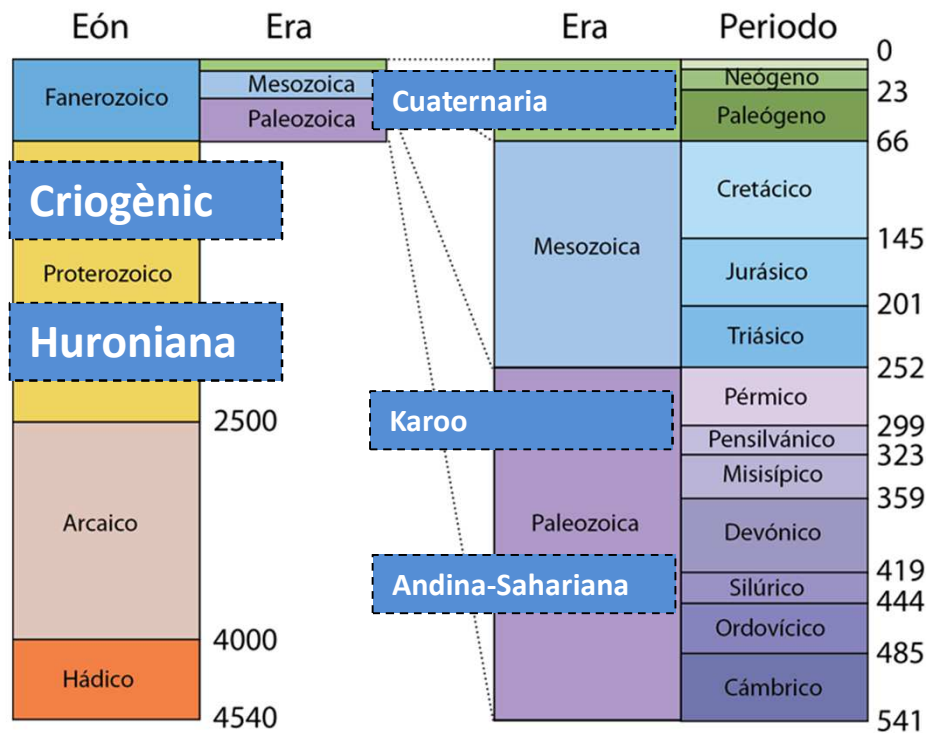 Eón
Era
Era
Periodo
Fanerozoico
Mesozoica
Paleozoica
Criogènic
Proterozoico
Huroniana
2500
Arcaico
4000
Hádico
4540
Cuaternaria
Mesozoica
Karoo
Paleozoica
Andina-Sahariana
0
Neógeno
23
Paleógeno
66
Cretácico
145
Jurásico
201
Triásico
252
Pérmico
299
Pensilvánico
323
Misisípico
359
Devónico
419
Silúrico
444
Ordovícico
485
Cámbrico
541